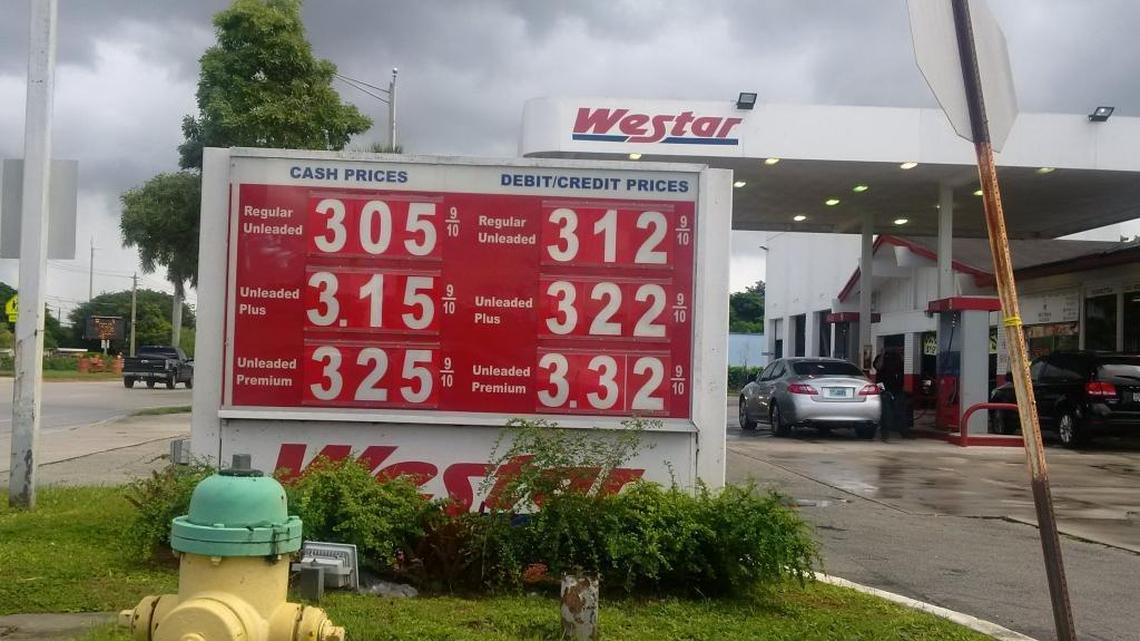 Westar
CASH PRICES
DEBIT/CREDIT PRICES
Regular
Unleaded
305 9/10
Regular
Unleaded
312 9/10
Unleaded
Plus
3.15 9/10
Unleaded
Plus
322 9/10
Unleaded
Premium
325 9/10
Unleaded
Premium
3.32 9/10
Westar